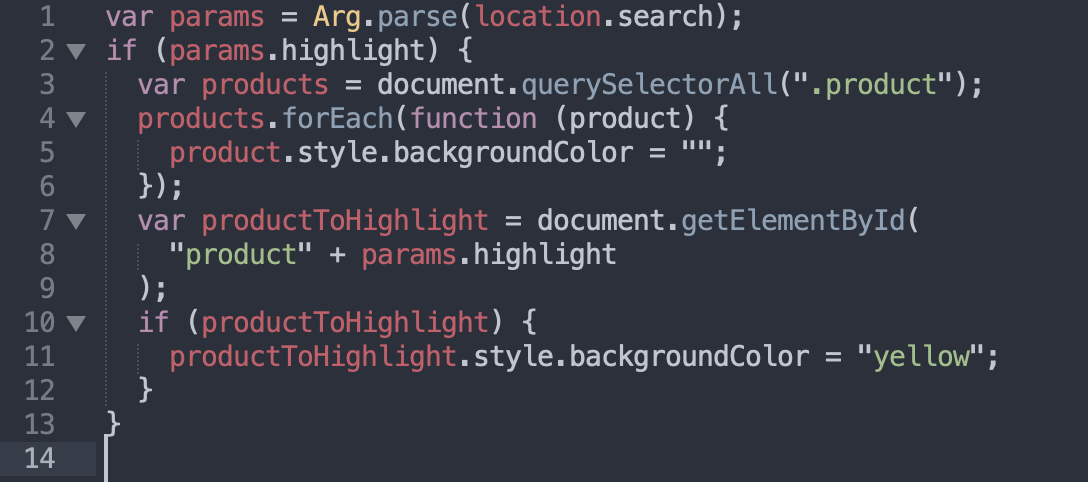 1 var params = Arg.parse(location.search);
2 if (params.highlight) {
3   var products = document.querySelectorAll(".product");
4   products.forEach(function (product) {
5     product.style.backgroundColor = "";
6   });
7   var productToHighlight = document.getElementById(
8     "product" + params.highlight
9   );
10   if (productToHighlight) {
11     productToHighlight.style.backgroundColor = "yellow";
12   }
13 }
14